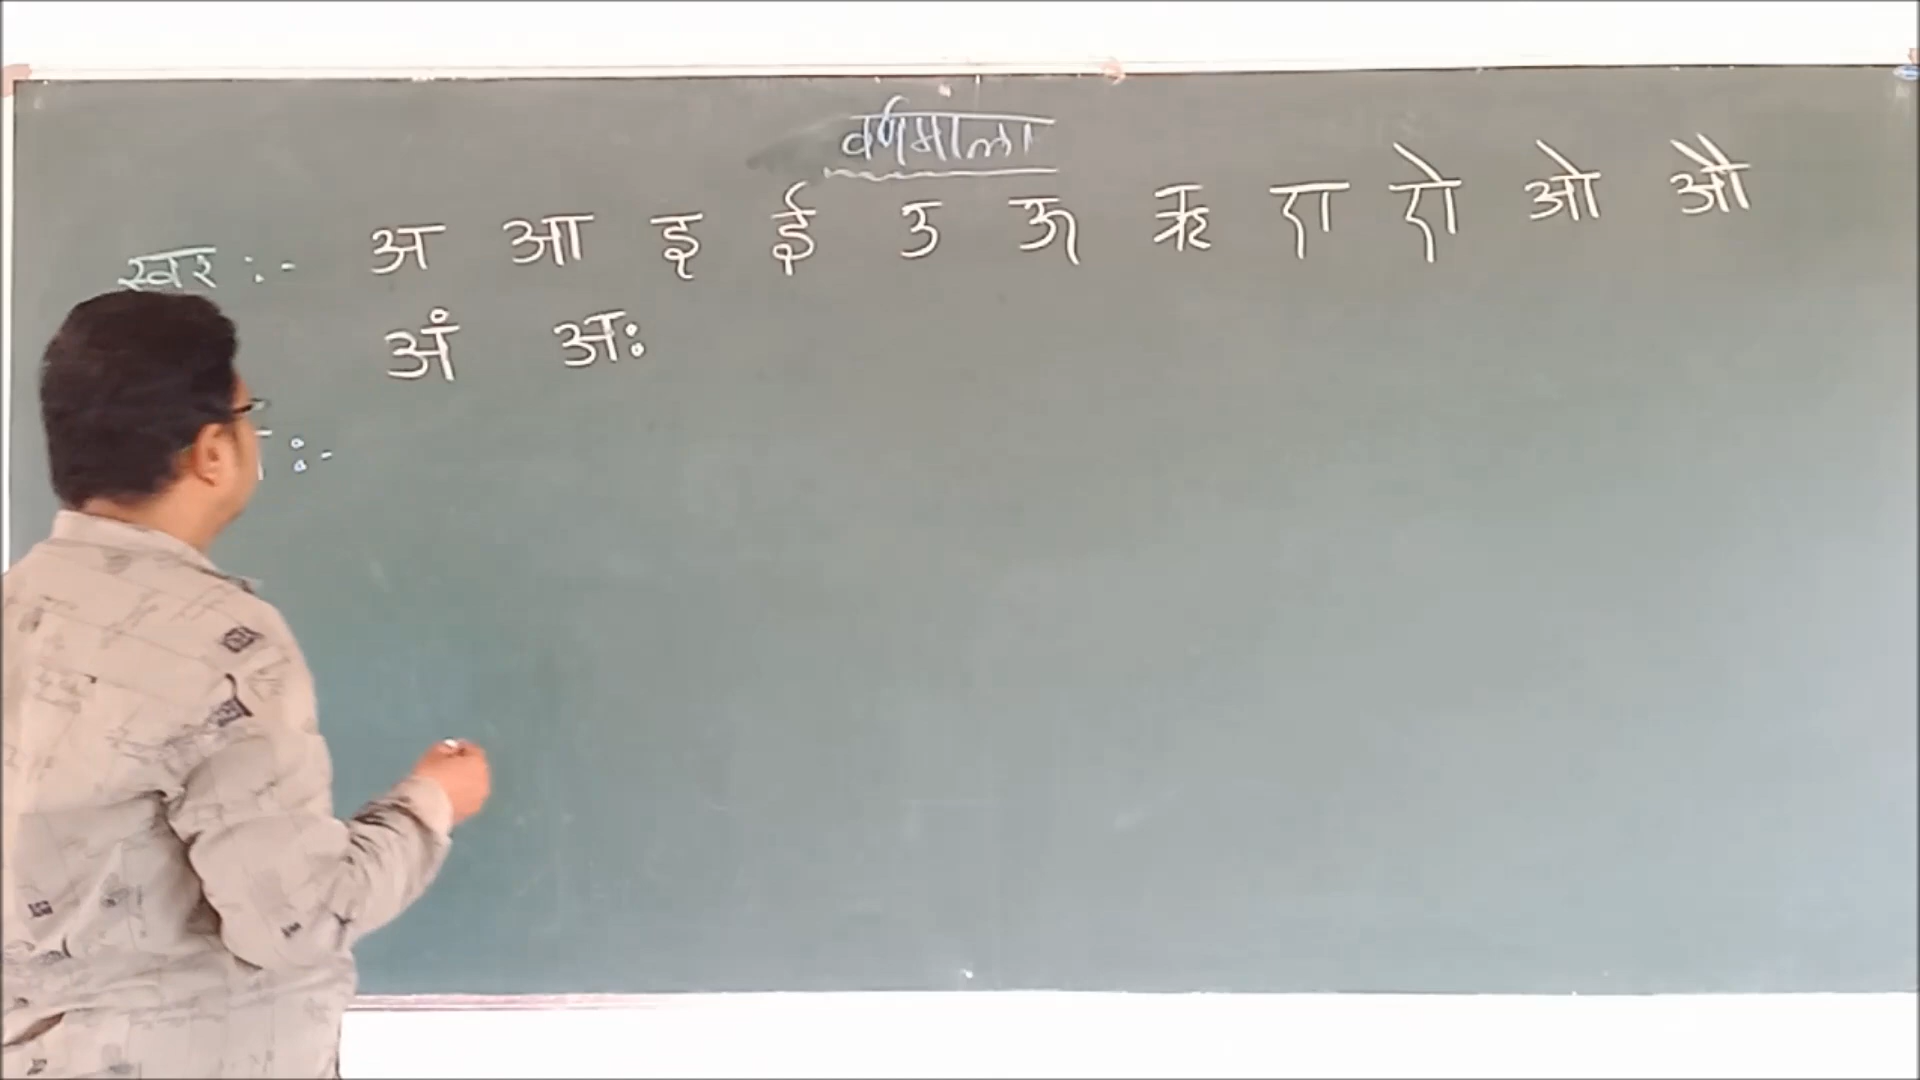 वर्णमाला
स्वर :- अ आ इ ई उ ऊ ऋ ए ऐ ओ औ
अं अः